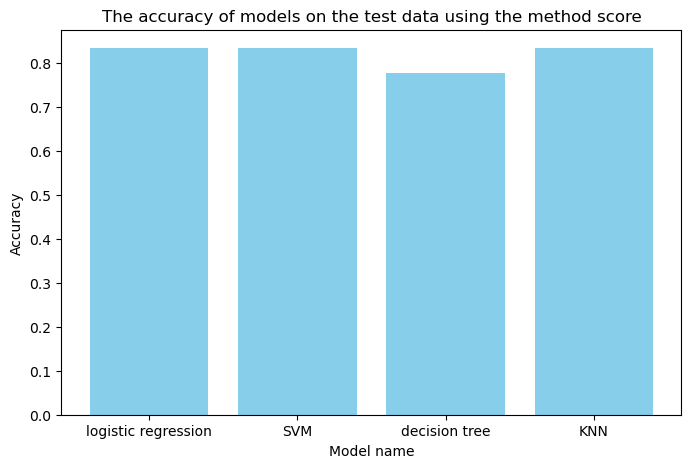 The accuracy of models on the test data using the method score
Accuracy
0.8
0.7
0.6
0.5
0.4
0.3
0.2
0.1
0.0
logistic regression SVM decision tree KNN
Model name